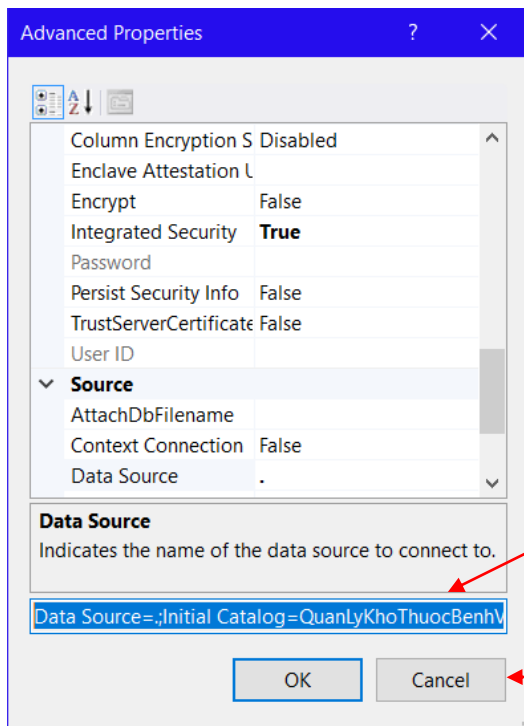 Advanced Properties ? ×
A
Z
Column Encryption S Disabled
Enclave Attestation U
Encrypt False
Integrated Security True
Password
Persist Security Info False
TrustServerCertificate False
User ID
Source
AttachDbFilename
Context Connection False
Data Source .
Data Source
Indicates the name of the data source to connect to.
Data Source=.;Initial Catalog=QuanLyKhoThuocBenhV
OK Cancel